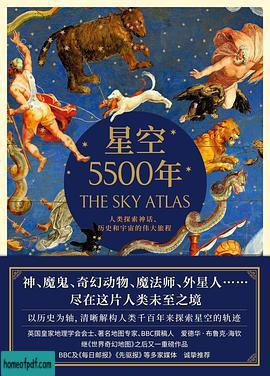 星空
5500年
THE SKY ATLAS
人类探索神话、
历史和宇宙的伟大旅程
神、魔鬼、奇幻动物、魔法师、外星人……
尽在这片人类未至之境
以历史为轴,清晰解构人类千百年来探索星空的轨迹
英国皇家地理学会会士、著名地图专家、BBC撰稿人 爱德华·布鲁克-海钦
继《世界奇幻地图》之后又一重磅作品
BBC及《每日邮报》《先驱报》等多家媒体 诚挚推荐
homeofpdf.com